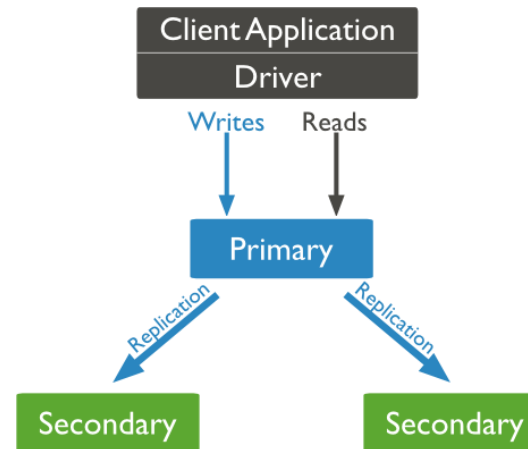 Client Application
Driver
Writes Reads
Primary
Replication Replication
Secondary Secondary